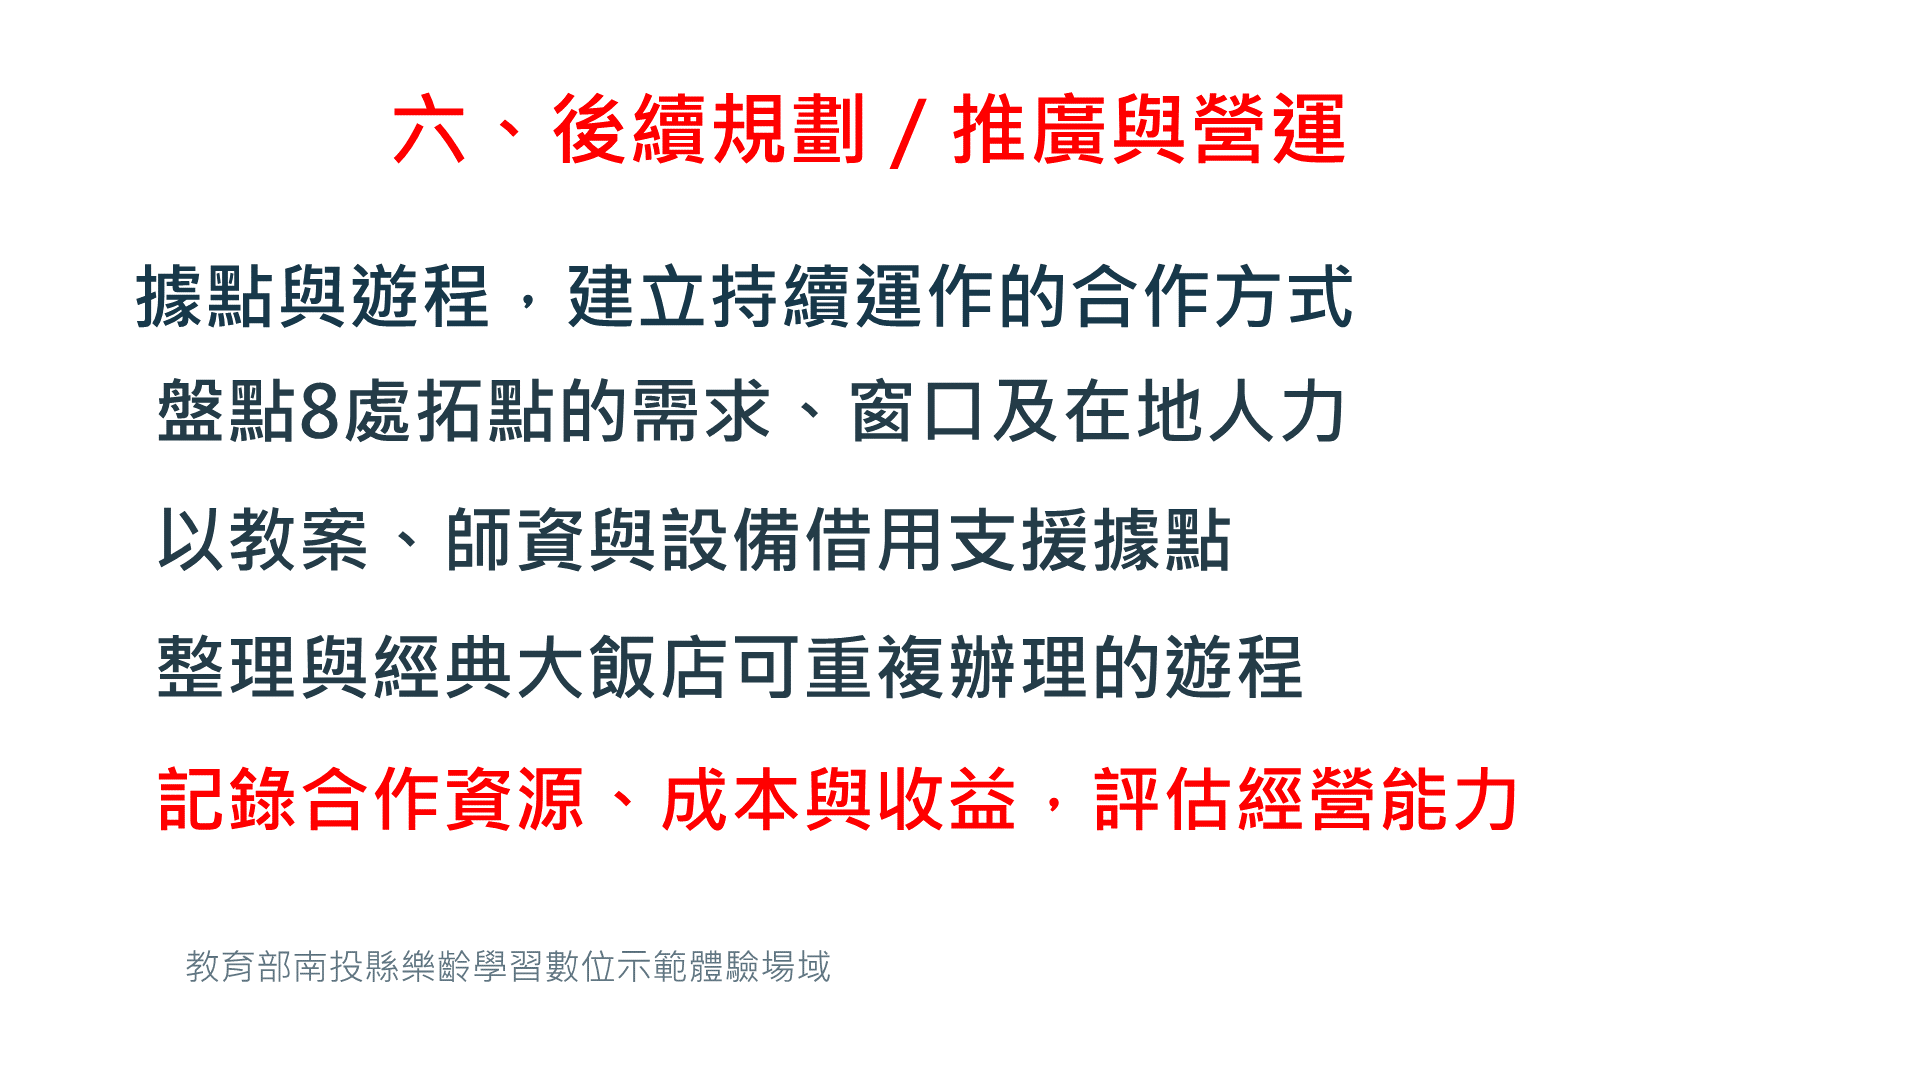 六、後續規劃 / 推廣與營運
據點與遊程，建立持續運作的合作方式
盤點8處拓點的需求、窗口及在地人力
以教案、師資與設備借用支援據點
整理與經典大飯店可重複辦理的遊程
記錄合作資源、成本與收益，評估經營能力
教育部南投縣樂齡學習數位示範體驗場域